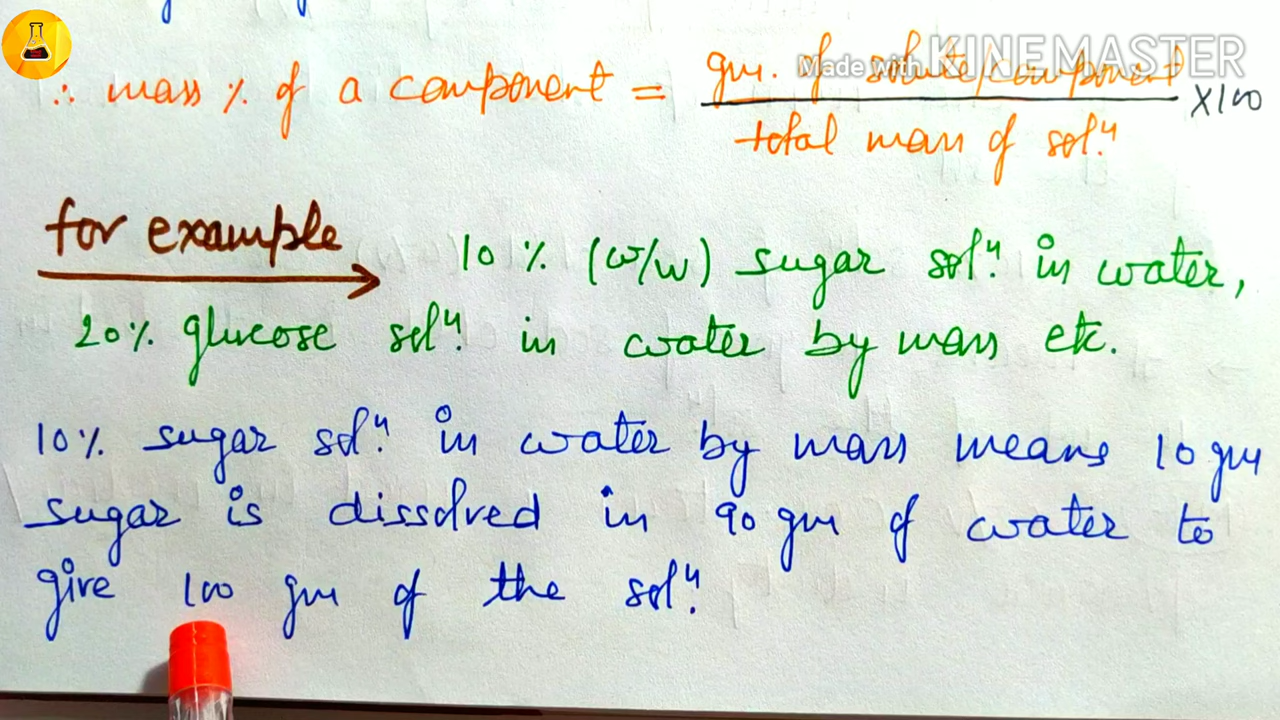 ∴ mass % of a component = gm. of solute/component / total mass of solⁿ. X100
Made with KINEMASTER
for example
10 % (w/w) sugar solⁿ. in water,
20% glucose solⁿ. in water by mass etc.
10% sugar solⁿ. in water by mass means 10 gm
sugar is dissolved in 90 gm of water to
give 100 gm of the solⁿ.